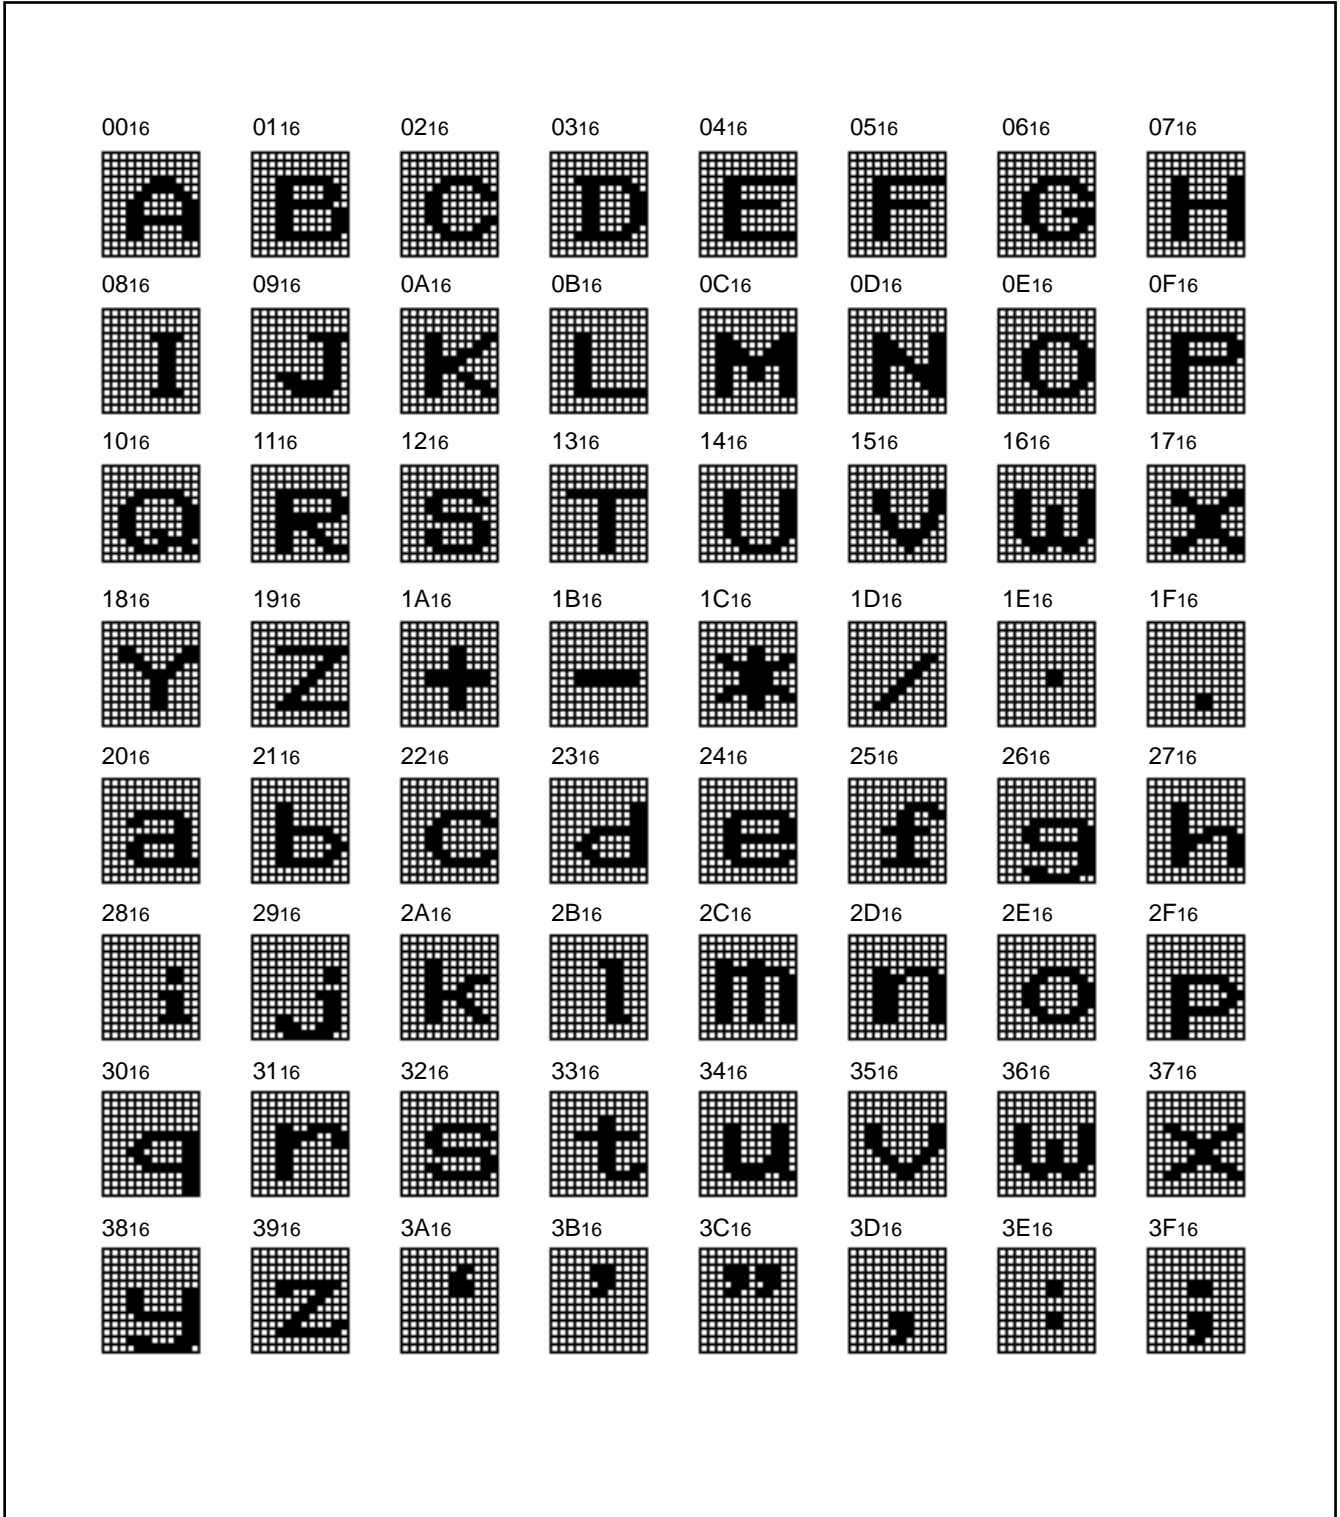 0016 0116 0216 0316 0416 0516 0616 0716
A B C D E F G H
0816 0916 0A16 0B16 0C16 0D16 0E16 0F16
I J K L M N O P
1016 1116 1216 1316 1416 1516 1616 1716
Q R S T U V W X
1816 1916 1A16 1B16 1C16 1D16 1E16 1F16
Y Z + - * / · .
2016 2116 2216 2316 2416 2516 2616 2716
a b c d e f g h
2816 2916 2A16 2B16 2C16 2D16 2E16 2F16
i j k l m n o p
3016 3116 3216 3316 3416 3516 3616 3716
q r s t u v w x
3816 3916 3A16 3B16 3C16 3D16 3E16 3F16
y z ‘ ’ ” , : ;